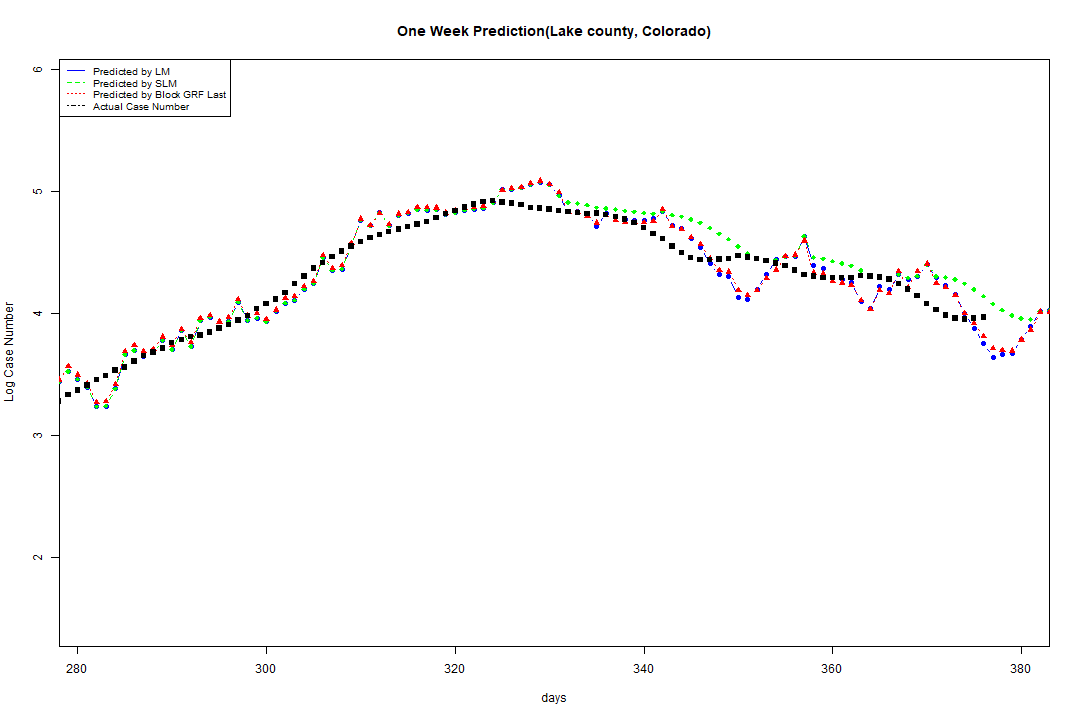 One Week Prediction(Lake county, Colorado)
Predicted by LM
Predicted by SLM
Predicted by Block GRF Last
Actual Case Number
6
5
4
3
2
Log Case Number
280 300 320 340 360 380
days